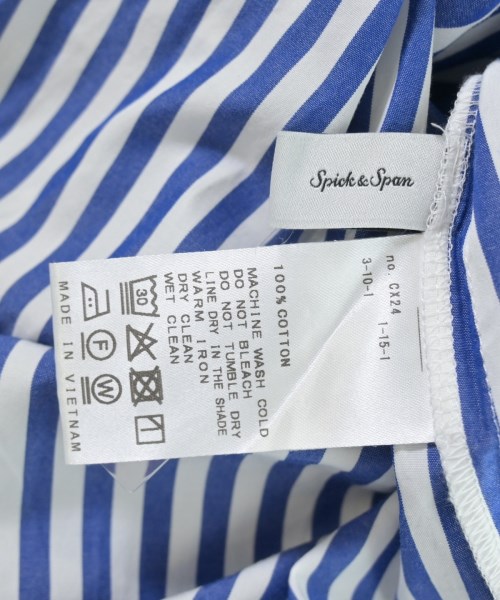 Spick & Span
no. CX24
3-10-1 1-15-1
100% COTTON
MACHINE WASH COLD
DO NOT BLEACH
DO NOT TUMBLE DRY
LINE DRY IN THE SHADE
WARM IRON
DRY CLEAN
WET CLEAN
30
F
W
MADE IN VIETNAM